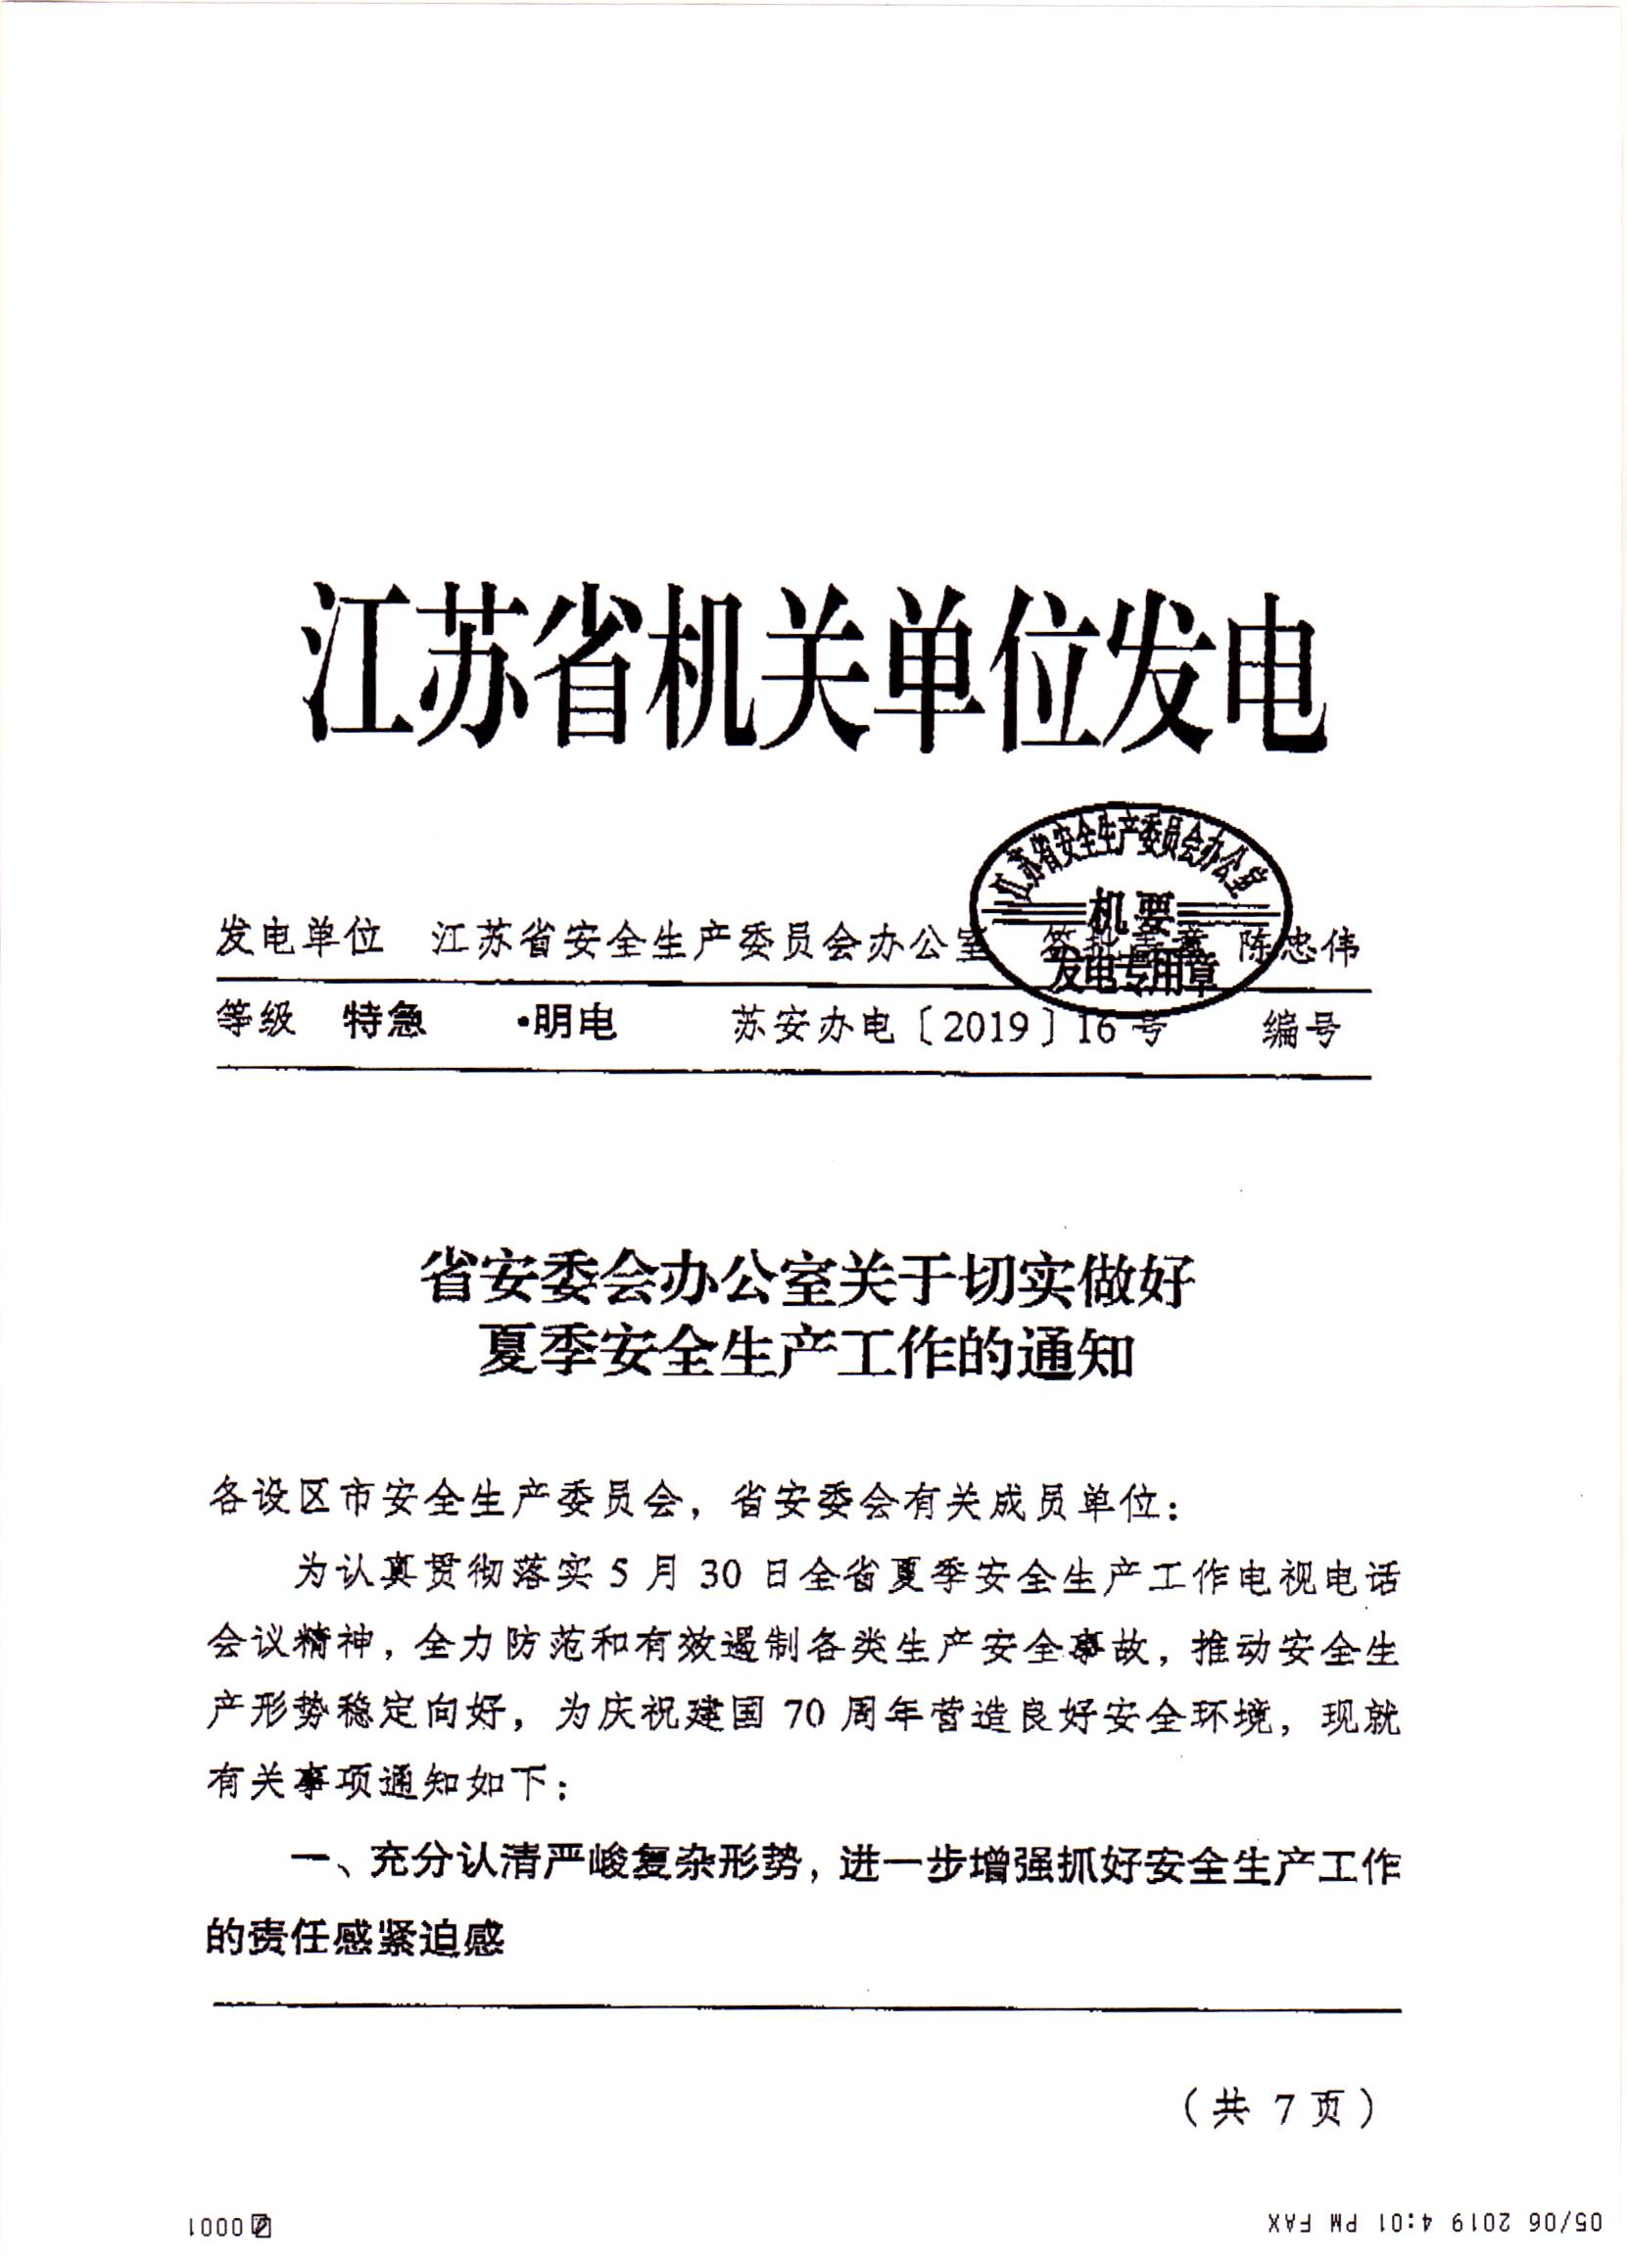 江苏省机关单位发电
江苏省安全生产委员会办公室
机要
发电专用章
发电单位 江苏省安全生产委员会办公室 签批盖章 陈忠伟
等级 特急 ·明电 苏安办电〔2019〕16号 编号
省安委会办公室关于切实做好
夏季安全生产工作的通知
各设区市安全生产委员会，省安委会有关成员单位：
为认真贯彻落实5月30日全省夏季安全生产工作电视电话
会议精神，全力防范和有效遏制各类生产安全事故，推动安全生
产形势稳定向好，为庆祝建国70周年营造良好安全环境，现就
有关事项通知如下：
一、充分认清严峻复杂形势，进一步增强抓好安全生产工作
的责任感紧迫感
（共 7 页）
05/06 2019 4:01 PM FAX
0001